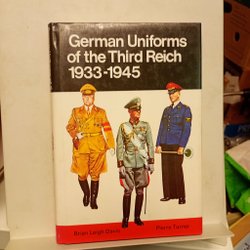 German Uniforms
of the Third Reich
1933-1945
Brian Leigh Davis Pierre Turner